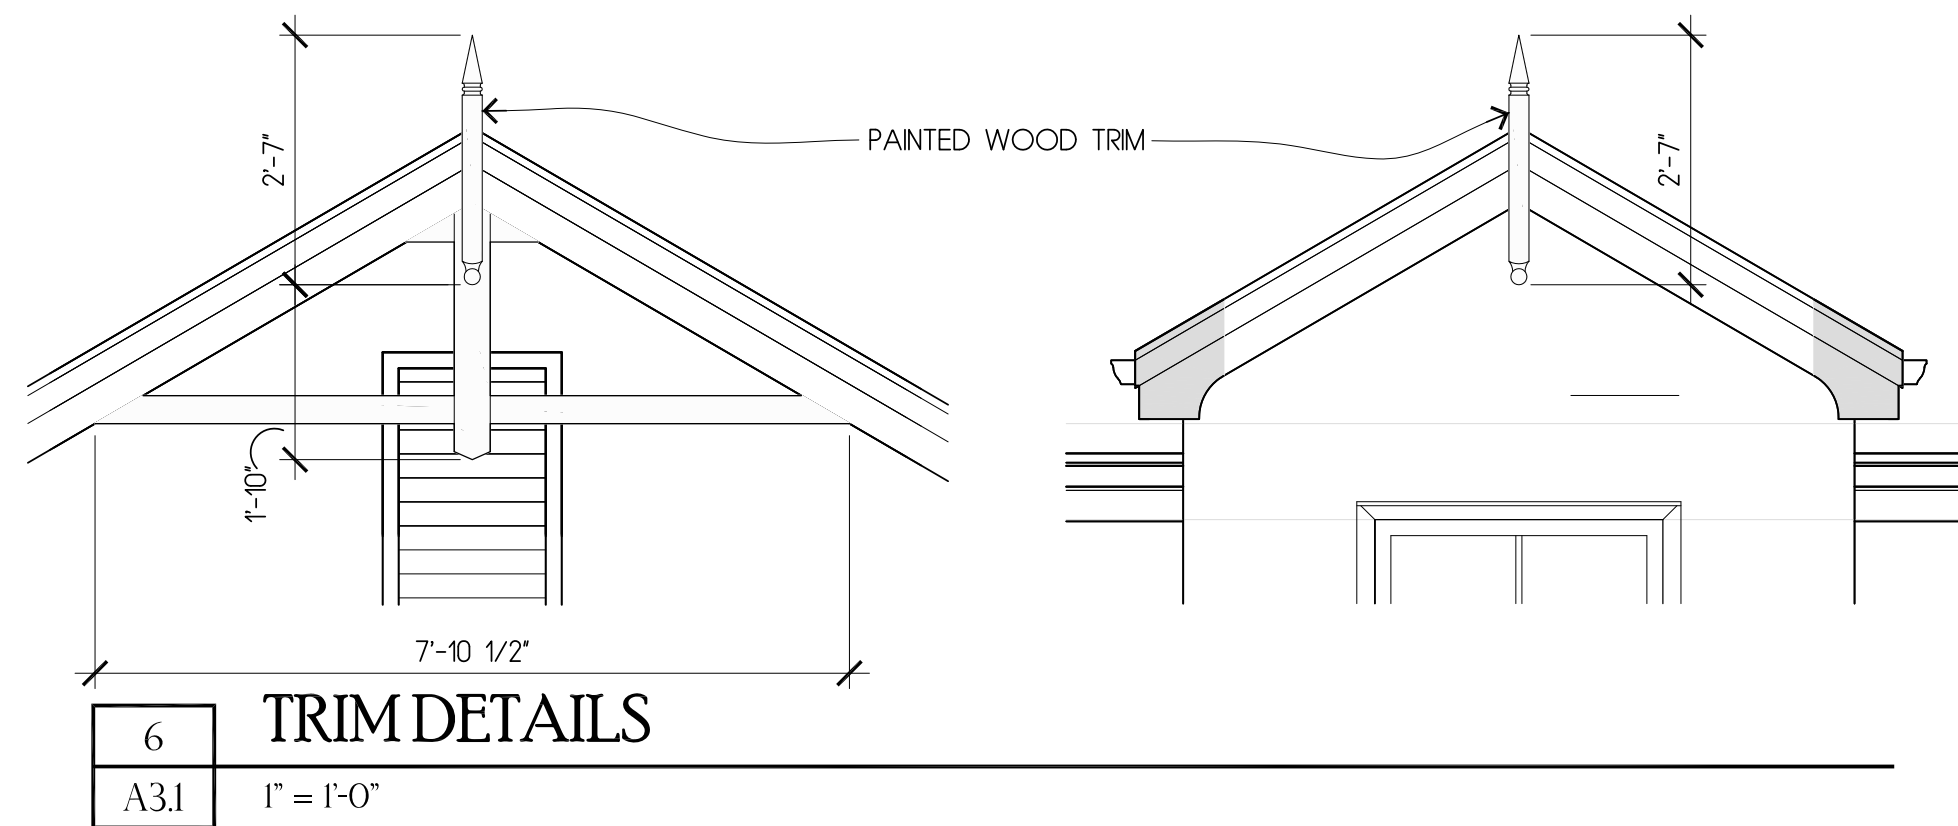 2'-7"
PAINTED WOOD TRIM
2'-7"
1'-10"
7'-10 1/2"
TRIM DETAILS
6
A3.1
1" = 1'-0"